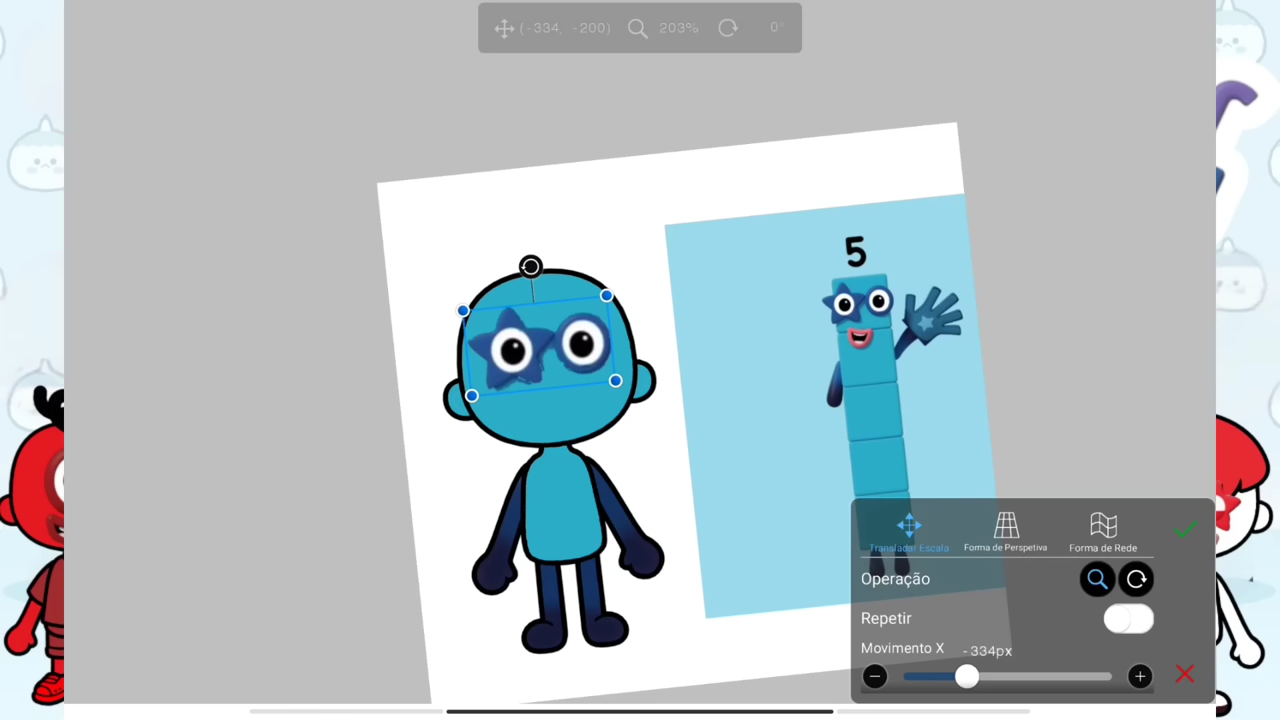 (-334, -200) 203% 0°
5
Transladar Escala Forma de Perspetiva Forma de Rede
Operação
Repetir
Movimento X -334px